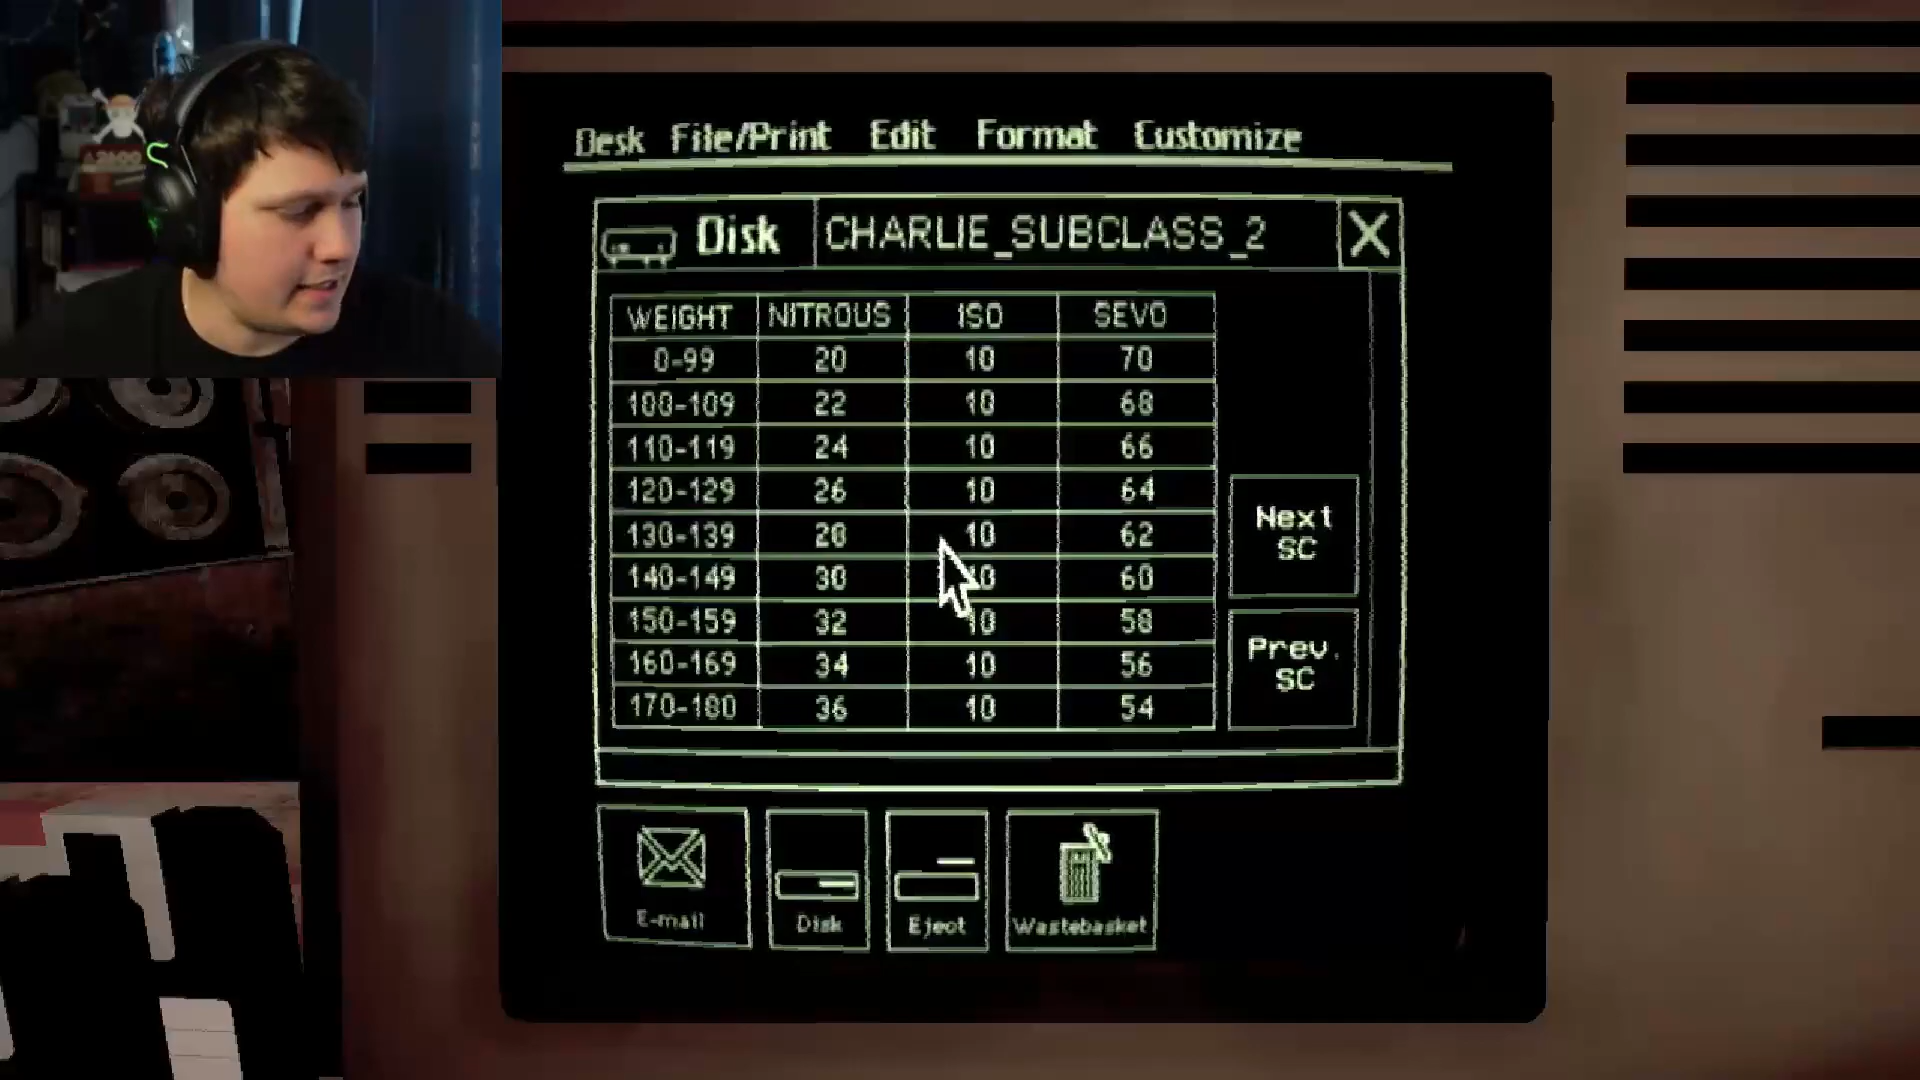 Desk File/Print Edit Format Customize
Disk CHARLIE_SUBCLASS_2 X
WEIGHT NITROUS ISO SEVO
0-99 20 10 70
100-109 22 10 68
110-119 24 10 66
120-129 26 10 64
130-139 28 10 62
140-149 30 10 60
150-159 32 10 58
160-169 34 10 56
170-180 36 10 54
Next
SC
Prev.
SC
E-mail Disk Eject Wastebasket